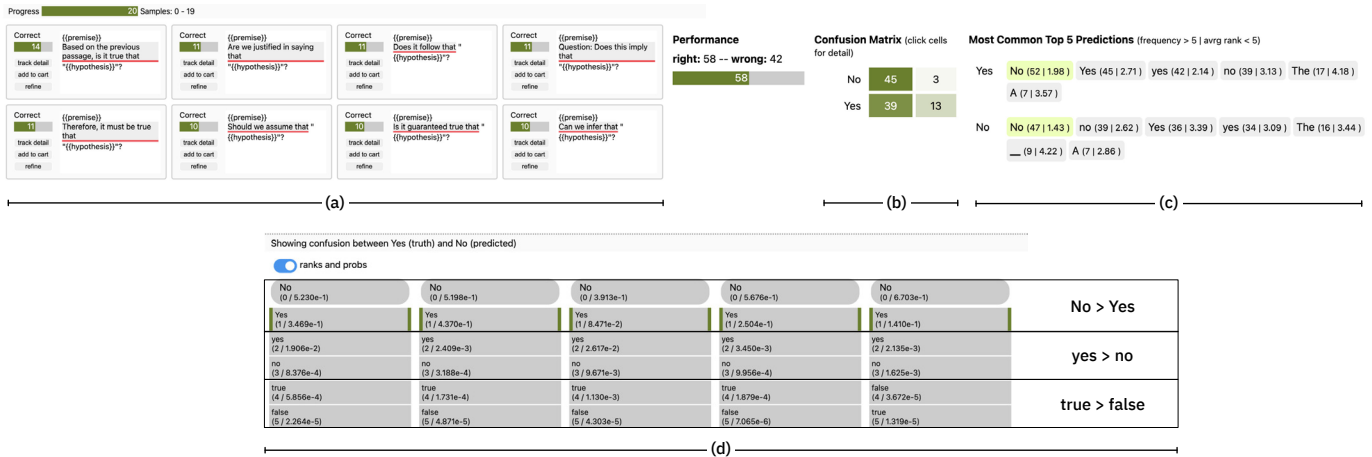 Progress 20 Samples: 0 - 19
Correct
14
track detail
add to cart
refine
{{premise}}
Based on the previous
passage, is it true that
"{{hypothesis}}"?
Correct
11
track detail
add to cart
refine
{{premise}}
Are we justified in saying
that
"{{hypothesis}}"?
Correct
11
track detail
add to cart
refine
{{premise}}
Does it follow that "
{{hypothesis}}"?
Correct
11
track detail
add to cart
refine
{{premise}}
Question: Does this imply
that
"{{hypothesis}}"?
Correct
11
track detail
add to cart
refine
{{premise}}
Therefore, it must be true
that
"{{hypothesis}}"?
Correct
10
track detail
add to cart
refine
{{premise}}
Should we assume that "
{{hypothesis}}"?
Correct
10
track detail
add to cart
refine
{{premise}}
Is it guaranteed true that "
{{hypothesis}}"?
Correct
10
track detail
add to cart
refine
{{premise}}
Can we infer that "
{{hypothesis}}"?
(a)
Performance
right: 58 -- wrong: 42
58
Confusion Matrix (click cells
for detail)
No 45 3
Yes 39 13
(b)
Most Common Top 5 Predictions (frequency > 5 | avrg rank < 5)
Yes No (52 | 1.98 ) Yes (45 | 2.71 ) yes (42 | 2.14 ) no (39 | 3.13 ) The (17 | 4.18 )
A (7 | 3.57 )
No No (47 | 1.43 ) no (39 | 2.62 ) Yes (36 | 3.39 ) yes (34 | 3.09 ) The (16 | 3.44 )
__ (9 | 4.22 ) A (7 | 2.86 )
(c)
Showing confusion between Yes (truth) and No (predicted)
ranks and probs
No No No No No
(0 / 5.230e-1) (0 / 5.198e-1) (0 / 3.913e-1) (0 / 5.676e-1) (0 / 6.703e-1)
No > Yes
Yes Yes Yes Yes Yes
(1 / 3.469e-1) (1 / 4.370e-1) (1 / 8.471e-2) (1 / 2.504e-1) (1 / 1.410e-1)
yes yes yes yes yes
(2 / 1.906e-2) (2 / 2.409e-3) (2 / 2.617e-2) (2 / 3.450e-3) (2 / 2.135e-3)
yes > no
no no no no no
(3 / 8.376e-4) (3 / 3.188e-4) (3 / 9.671e-3) (3 / 9.956e-4) (3 / 1.625e-3)
true true true true false
(4 / 5.856e-4) (4 / 1.731e-4) (4 / 1.130e-3) (4 / 1.879e-4) (4 / 3.672e-5)
true > false
false false false false true
(5 / 2.264e-5) (5 / 4.871e-5) (5 / 4.303e-5) (5 / 7.065e-6) (5 / 1.319e-5)
(d)